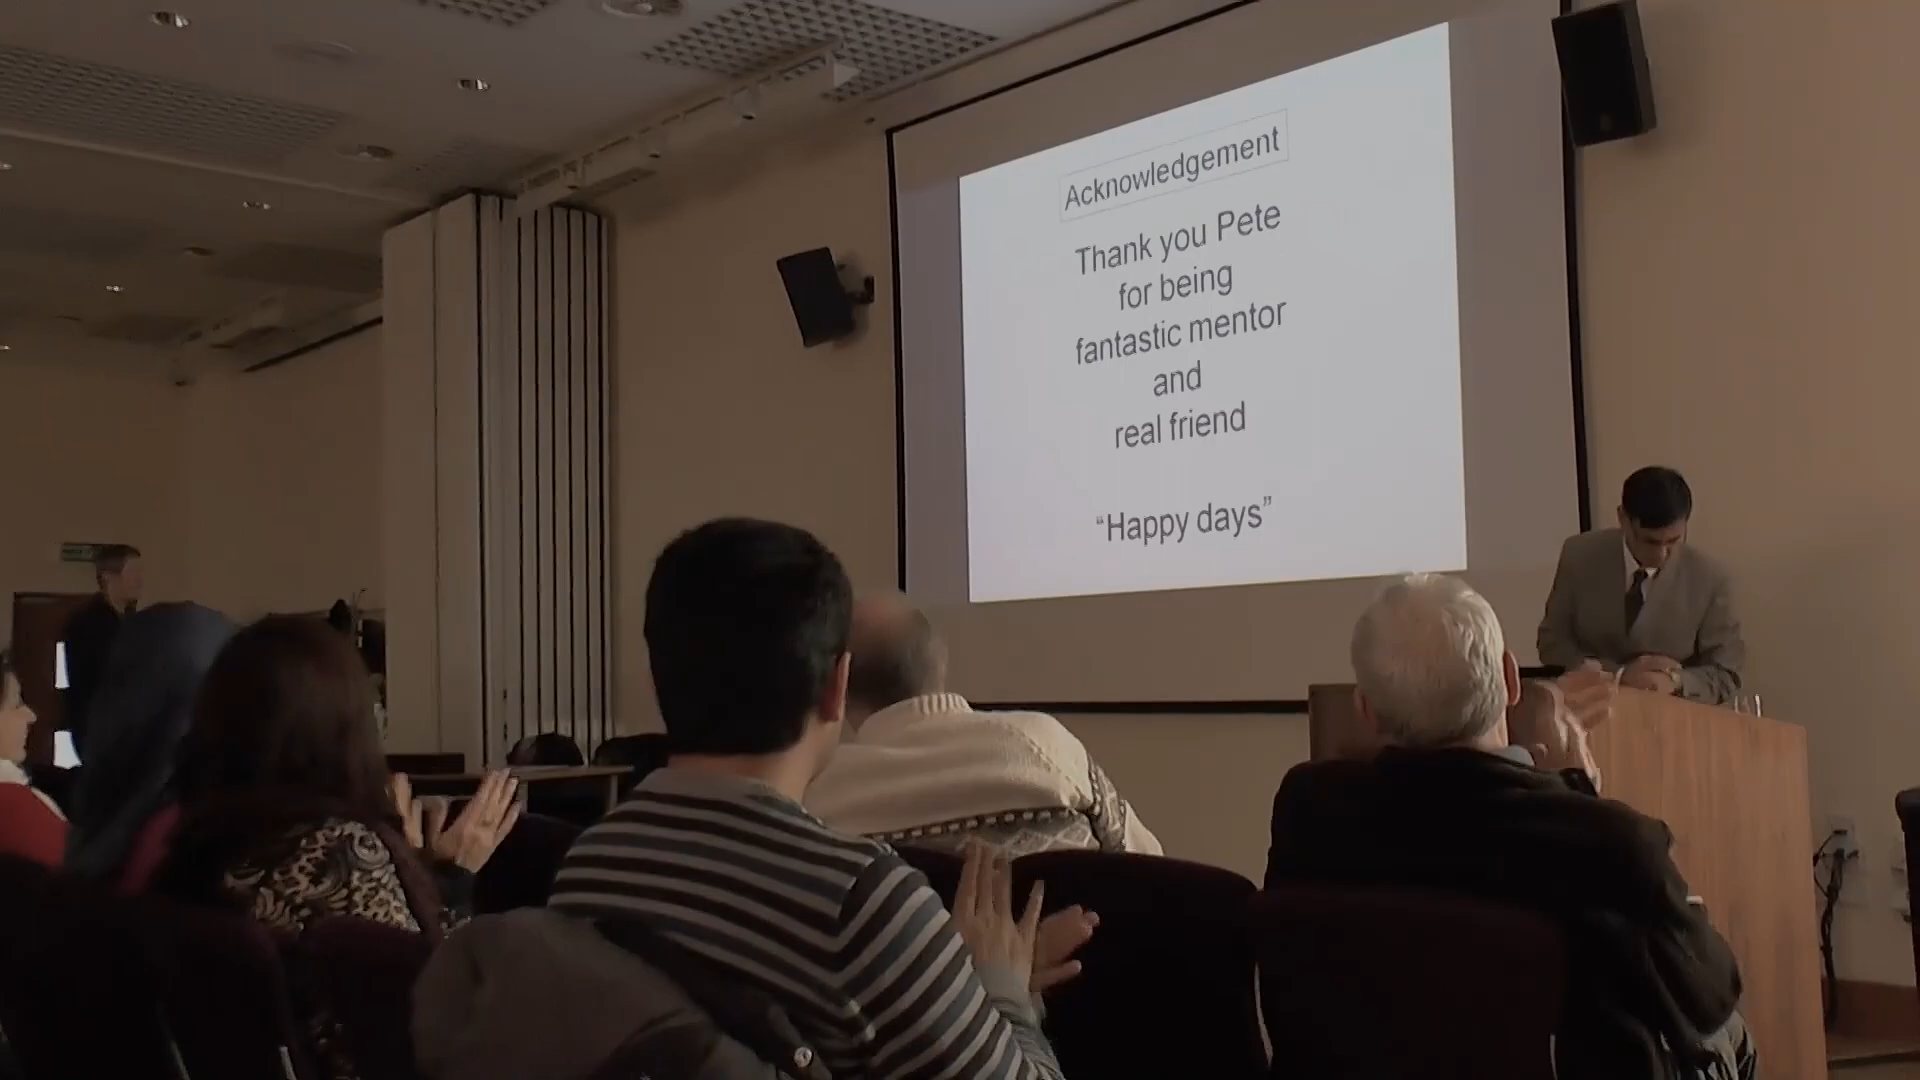 Acknowledgement
Thank you Pete
for being
fantastic mentor
and
real friend
“Happy days”